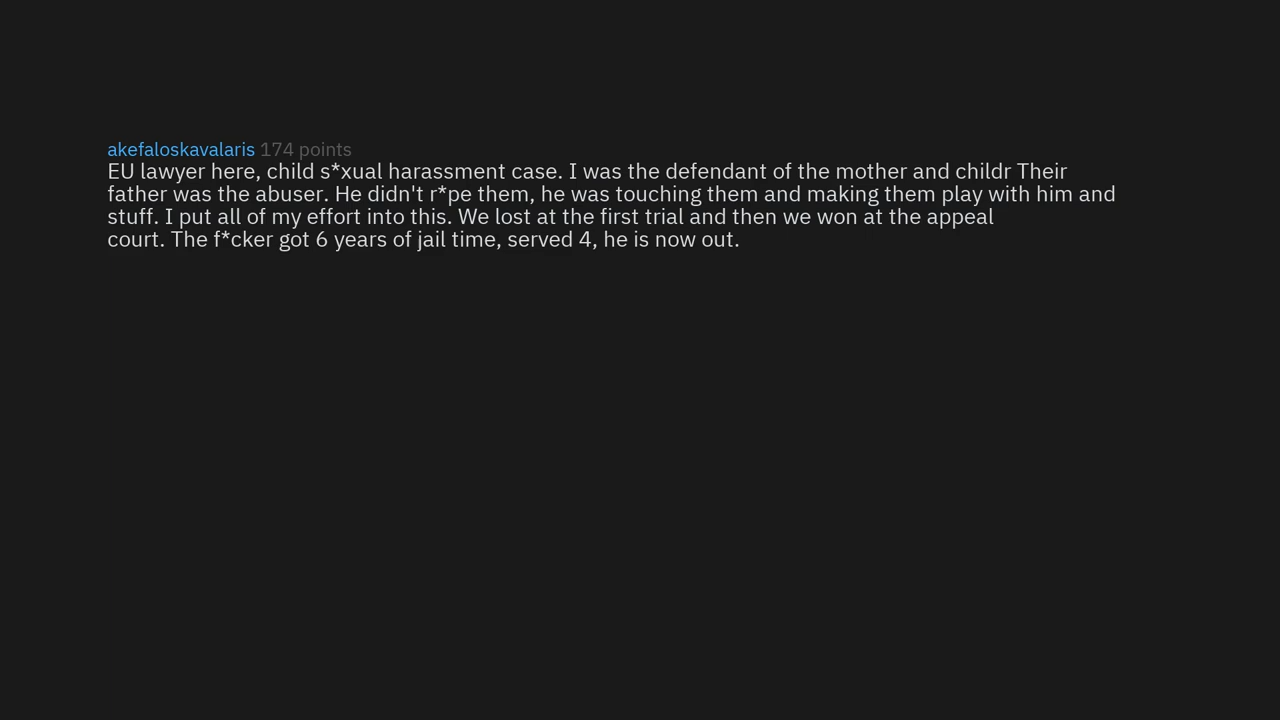 akefaloskavalaris 174 points
EU lawyer here, child s*xual harassment case. I was the defendant of the mother and childr Their
father was the abuser. He didn't r*pe them, he was touching them and making them play with him and
stuff. I put all of my effort into this. We lost at the first trial and then we won at the appeal
court. The f*cker got 6 years of jail time, served 4, he is now out.